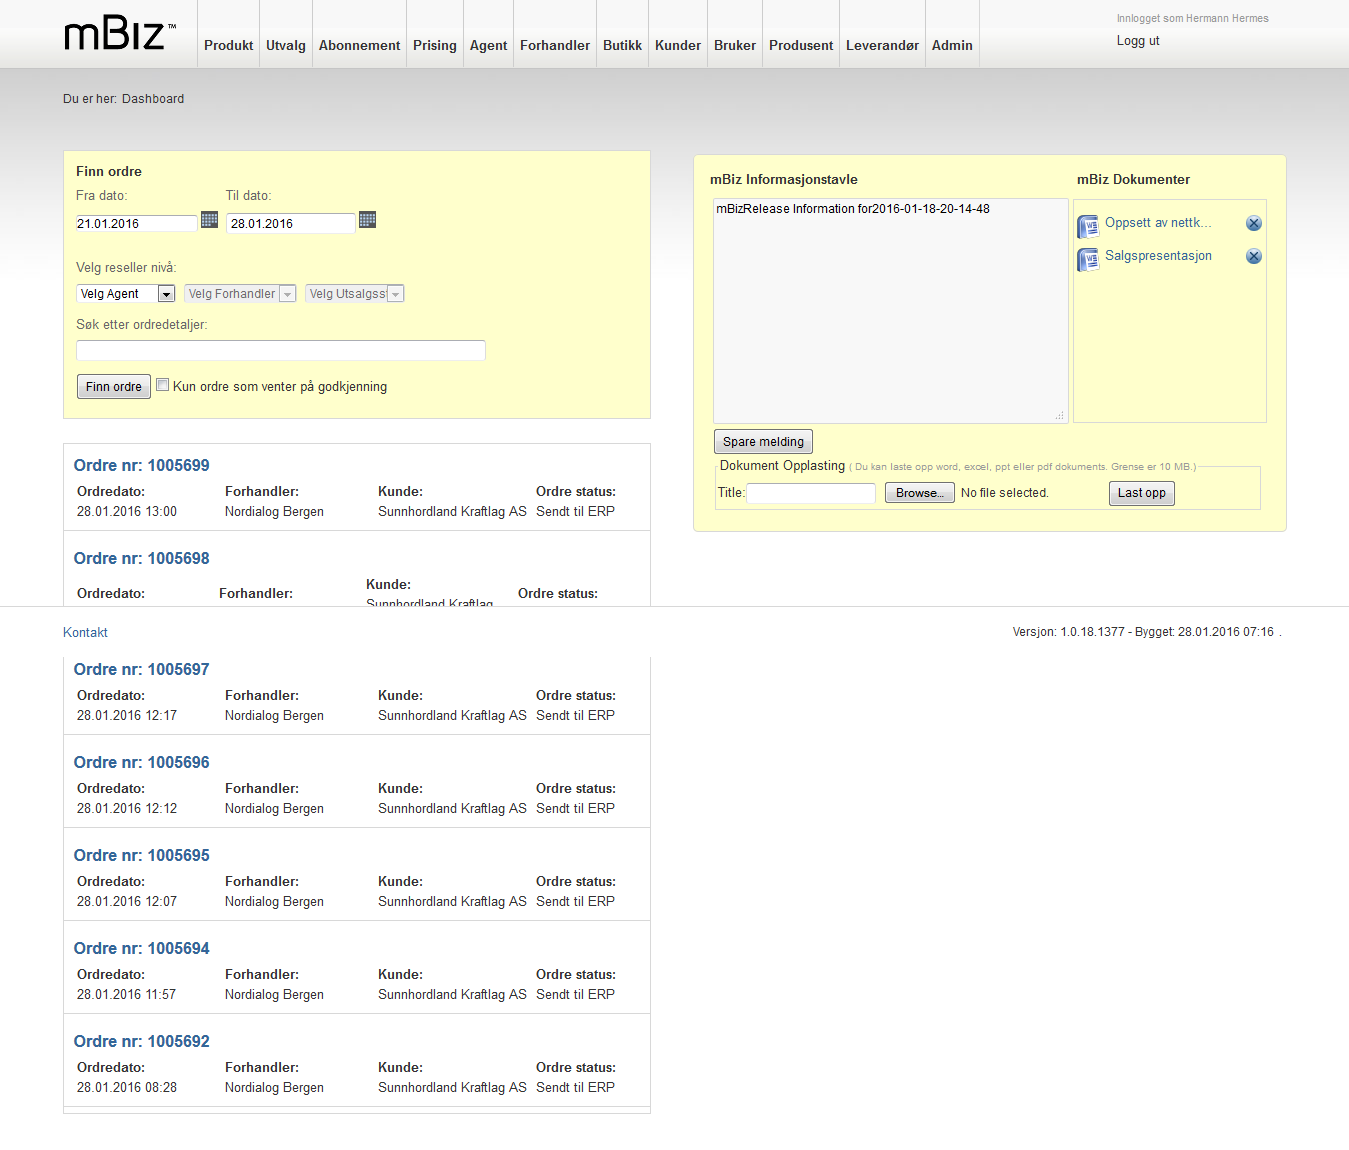 mBiz™
Produkt Utvalg Abonnement Prising Agent Forhandler Butikk Kunder Bruker Produsent Leverandør Admin
Innlogget som Hermann Hermes
Logg ut
Du er her: Dashboard
Finn ordre
Fra dato: Til dato:
21.01.2016 28.01.2016
Velg reseller nivå:
Velg Agent Velg Forhandler Velg Utsalgss
Søk etter ordredetaljer:
Finn ordre Kun ordre som venter på godkjenning
mBiz Informasjonstavle mBiz Dokumenter
mBizRelease Information for2016-01-18-20-14-48
Oppsett av nettk...
Salgspresentasjon
Spare melding
Dokument Opplasting ( Du kan laste opp word, excel, ppt eller pdf dokuments. Grense er 10 MB.)
Title: Browse... No file selected. Last opp
Ordre nr: 1005699
Ordredato: Forhandler: Kunde: Ordre status:
28.01.2016 13:00 Nordialog Bergen Sunnhordland Kraftlag AS Sendt til ERP
Ordre nr: 1005698
Ordredato: Forhandler: Kunde: Ordre status:
Sunnhordland Kraftlag
Kontakt Versjon: 1.0.18.1377 - Bygget: 28.01.2016 07:16 .
Ordre nr: 1005697
Ordredato: Forhandler: Kunde: Ordre status:
28.01.2016 12:17 Nordialog Bergen Sunnhordland Kraftlag AS Sendt til ERP
Ordre nr: 1005696
Ordredato: Forhandler: Kunde: Ordre status:
28.01.2016 12:12 Nordialog Bergen Sunnhordland Kraftlag AS Sendt til ERP
Ordre nr: 1005695
Ordredato: Forhandler: Kunde: Ordre status:
28.01.2016 12:07 Nordialog Bergen Sunnhordland Kraftlag AS Sendt til ERP
Ordre nr: 1005694
Ordredato: Forhandler: Kunde: Ordre status:
28.01.2016 11:57 Nordialog Bergen Sunnhordland Kraftlag AS Sendt til ERP
Ordre nr: 1005692
Ordredato: Forhandler: Kunde: Ordre status:
28.01.2016 08:28 Nordialog Bergen Sunnhordland Kraftlag AS Sendt til ERP